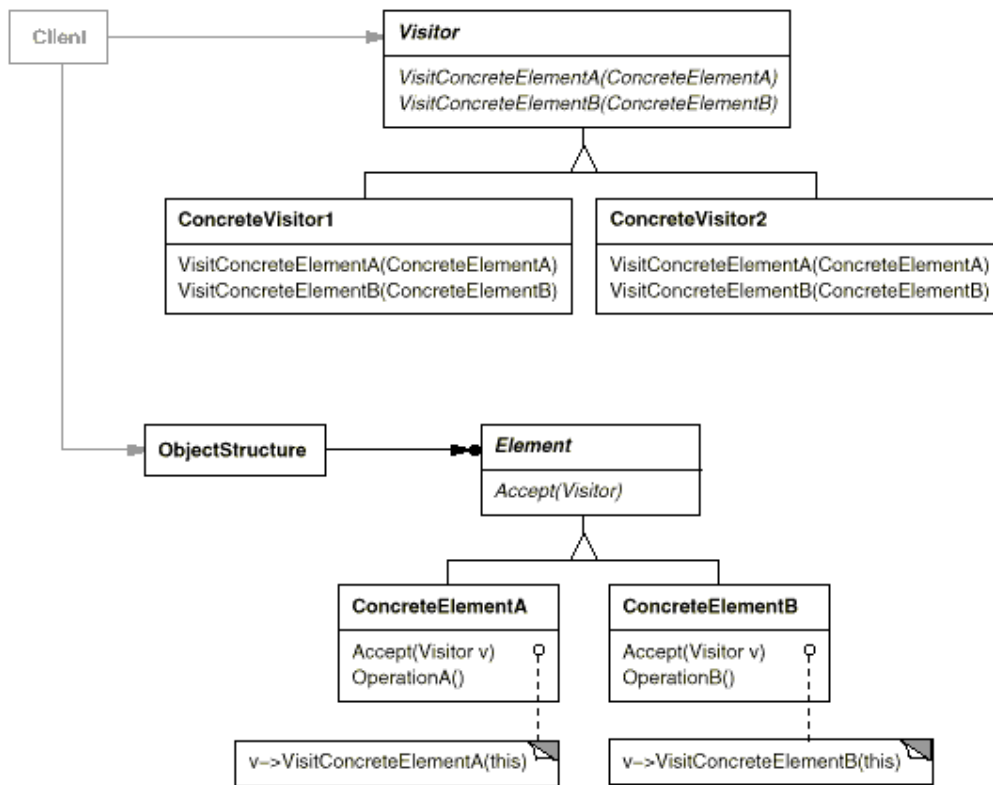 Client
Visitor
VisitConcreteElementA(ConcreteElementA)
VisitConcreteElementB(ConcreteElementB)
ConcreteVisitor1
VisitConcreteElementA(ConcreteElementA)
VisitConcreteElementB(ConcreteElementB)
ConcreteVisitor2
VisitConcreteElementA(ConcreteElementA)
VisitConcreteElementB(ConcreteElementB)
ObjectStructure
Element
Accept(Visitor)
ConcreteElementA
Accept(Visitor v)
OperationA()
ConcreteElementB
Accept(Visitor v)
OperationB()
v->VisitConcreteElementA(this)
v->VisitConcreteElementB(this)